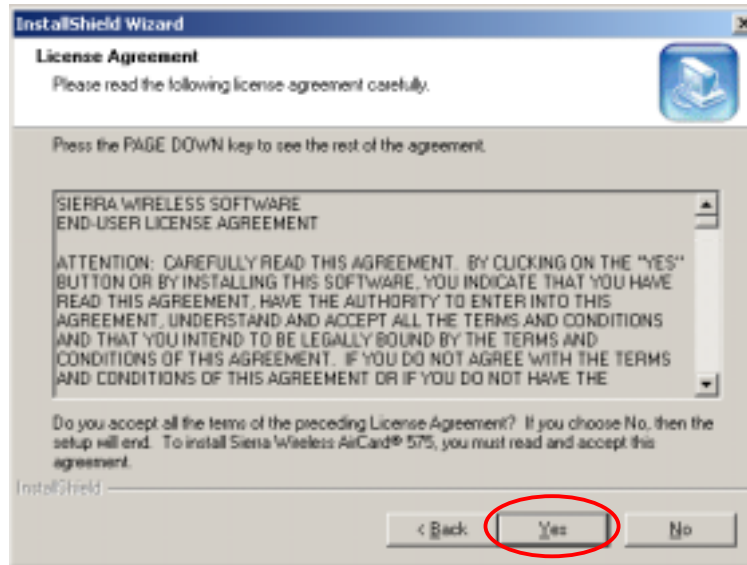 InstallShield Wizard
License Agreement
Please read the following license agreement carefully.
Press the PAGE DOWN key to see the rest of the agreement.
SIERRA WIRELESS SOFTWARE
END-USER LICENSE AGREEMENT
ATTENTION: CAREFULLY READ THIS AGREEMENT. BY CLICKING ON THE "YES"
BUTTON OR BY INSTALLING THIS SOFTWARE, YOU INDICATE THAT YOU HAVE
READ THIS AGREEMENT, HAVE THE AUTHORITY TO ENTER INTO THIS
AGREEMENT, UNDERSTAND AND ACCEPT ALL THE TERMS AND CONDITIONS
AND THAT YOU INTEND TO BE LEGALLY BOUND BY THE TERMS AND
CONDITIONS OF THIS AGREEMENT. IF YOU DO NOT AGREE WITH THE TERMS
AND CONDITIONS OF THIS AGREEMENT OR IF YOU DO NOT HAVE THE
Do you accept all the terms of the preceding License Agreement? If you choose No, then the
setup will end. To install Sierra Wireless AirCard® 575, you must read and accept this
agreement.
InstallShield
< Back Yes No